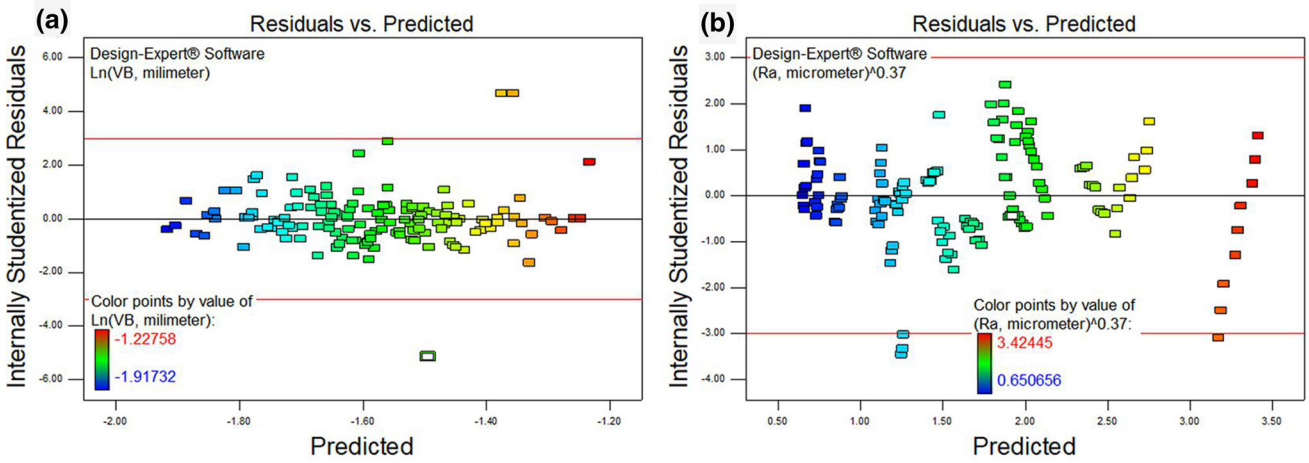 (a)
Residuals vs. Predicted
Internally Studentized Residuals
6.00
4.00
2.00
0.00
-2.00
-4.00
-6.00
Design-Expert® Software
Ln(VB, milimeter)
Color points by value of
Ln(VB, milimeter):
-1.22758
-1.91732
-2.00
-1.80
-1.60
-1.40
-1.20
Predicted
(b)
Residuals vs. Predicted
Internally Studentized Residuals
3.00
2.00
1.00
0.00
-1.00
-2.00
-3.00
-4.00
Design-Expert® Software
(Ra, micrometer)^0.37
Color points by value of
(Ra, micrometer)^0.37:
3.42445
0.650656
0.50
1.00
1.50
2.00
2.50
3.00
3.50
Predicted